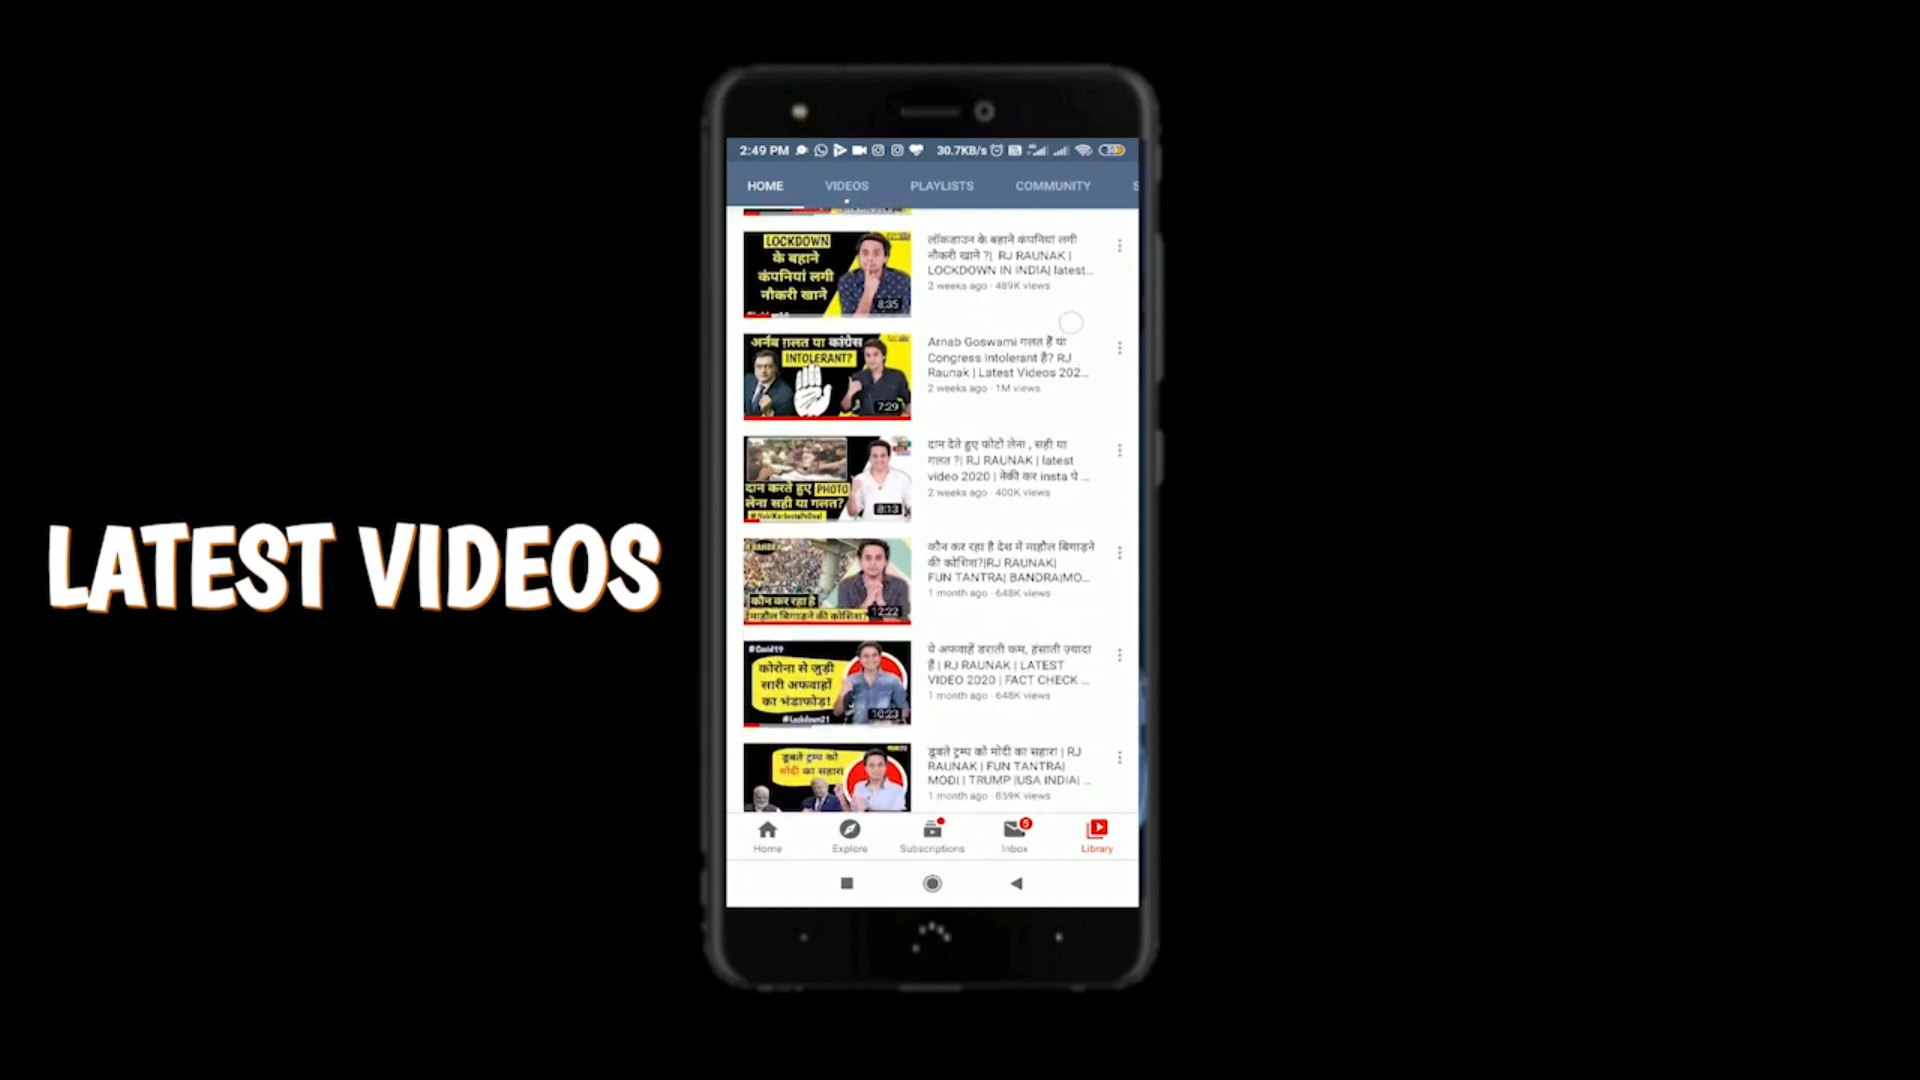 LATEST VIDEOS
2:49 PM
30.7KB/s
HOME VIDEOS PLAYLISTS COMMUNITY S
LOCKDOWN
के बहाने
कंपनियां लगी
नौकरी खाने
8:35
लॉकडाउन के बहाने कंपनियां लगी
नौकरी खाने ?| RJ RAUNAK |
LOCKDOWN IN INDIA| latest...
2 weeks ago · 489K views
अर्नब ग़लत या कांग्रेस
INTOLERANT?
7:29
Arnab Goswami गलत हैं या
Congress Intolerant है? RJ
Raunak | Latest Videos 202...
2 weeks ago · 1M views
दान करते हुए PHOTO
लेना सही या गलत?
8:13
दान देते हुए फोटो लेना , सही या
गलत ?| RJ RAUNAK | latest
video 2020 | नेकी कर insta पे ...
2 weeks ago · 400K views
कौन कर रहा है
माहौल बिगाड़ने की कोशिश?
12:22
कौन कर रहा है देश में माहौल बिगाड़ने
की कोशिश?|RJ RAUNAK|
FUN TANTRA| BANDRA|MO...
1 month ago · 648K views
#Covid19
कोरोना से जुड़ी
सारी अफवाहों
का भंडाफोड़!
#Lockdown21
10:23
ये अफवाहें डराती कम, हंसाती ज़्यादा
हैं | RJ RAUNAK | LATEST
VIDEO 2020 | FACT CHECK ...
1 month ago · 648K views
डूबते ट्रम्प को
मोदी का सहारा
डूबते ट्रम्प को मोदी का सहारा | RJ
RAUNAK | FUN TANTRA|
MODI | TRUMP |USA INDIA| ...
1 month ago · 859K views
5
Home Explore Subscriptions Inbox Library